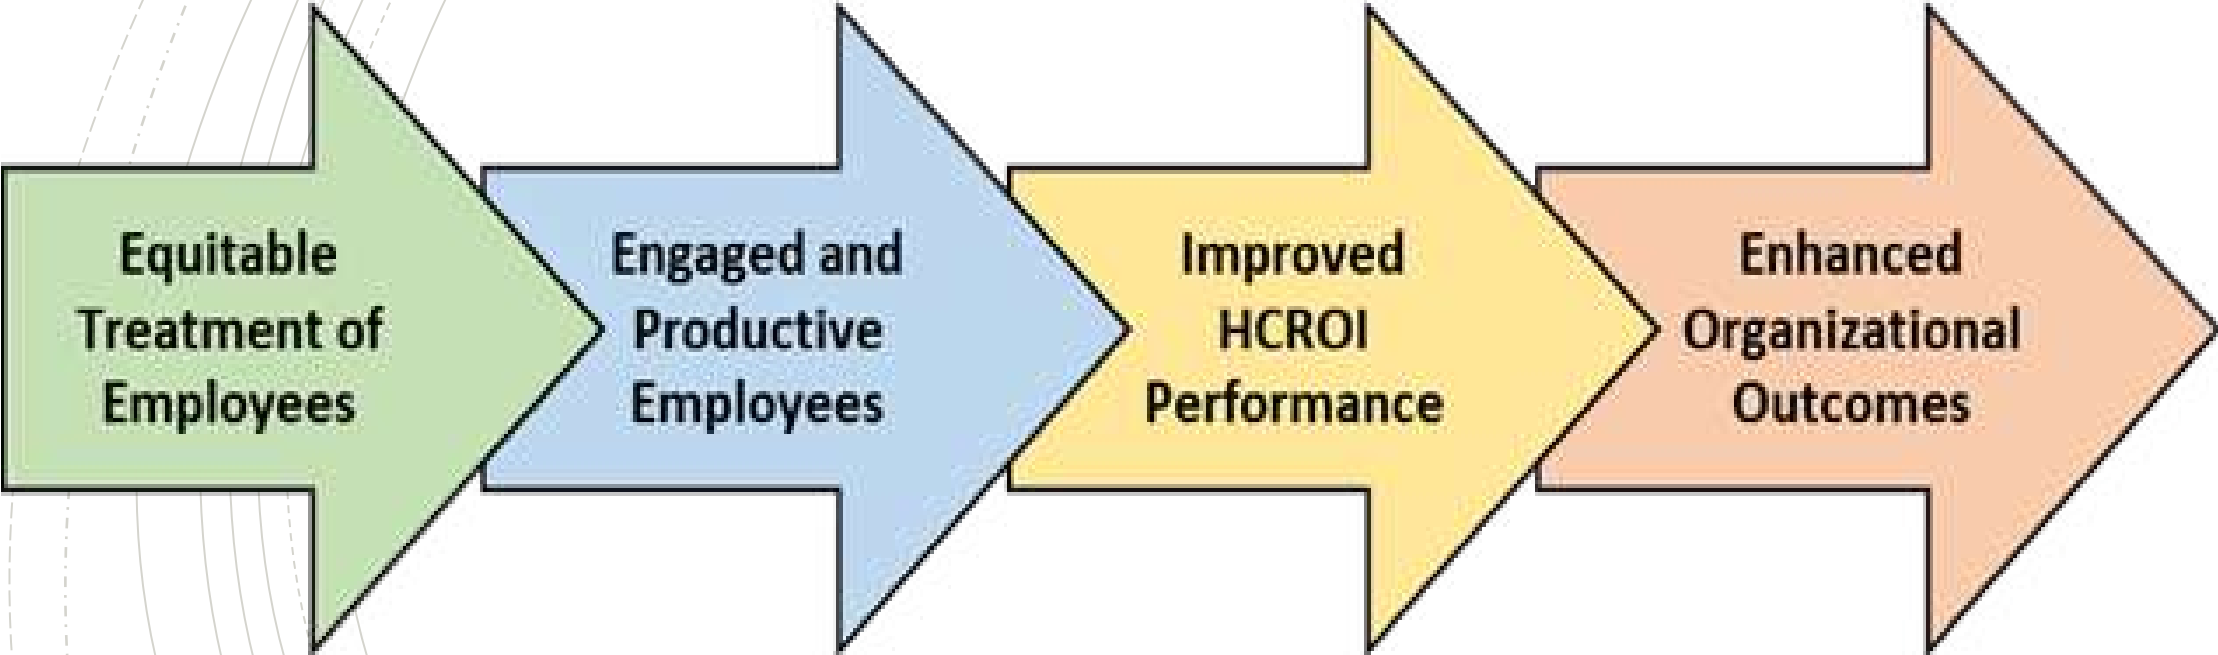 Equitable
Treatment of
Employees
Engaged and
Productive
Employees
Improved
HCROI
Performance
Enhanced
Organizational
Outcomes